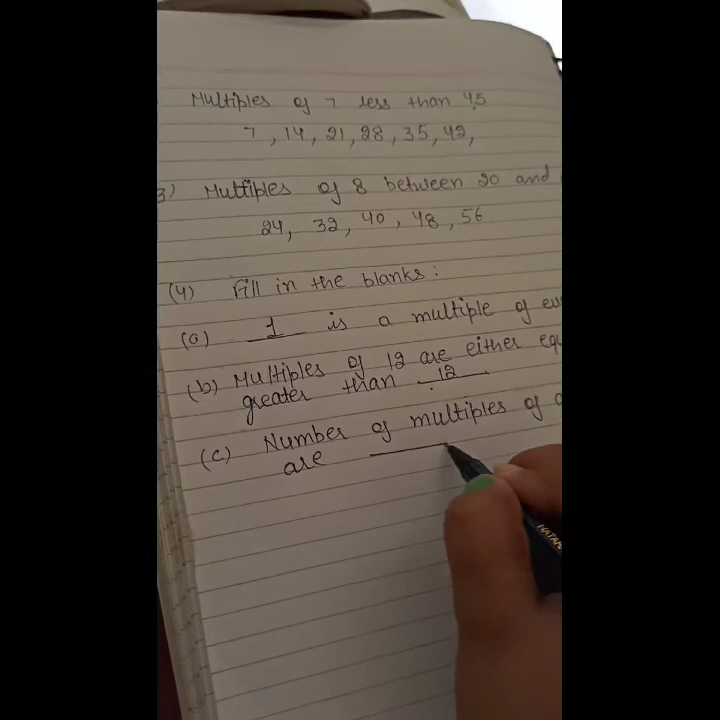 Multiples of 7 less than 45
7, 14, 21, 28, 35, 42,
3) Multiples of 8 between 20 and
24, 32, 40, 48, 56
(4) Fill in the blanks:
(a) 1 is a multiple of
(b) Multiples of 12 are either
greater than 12
(c) Number of multiples of
are